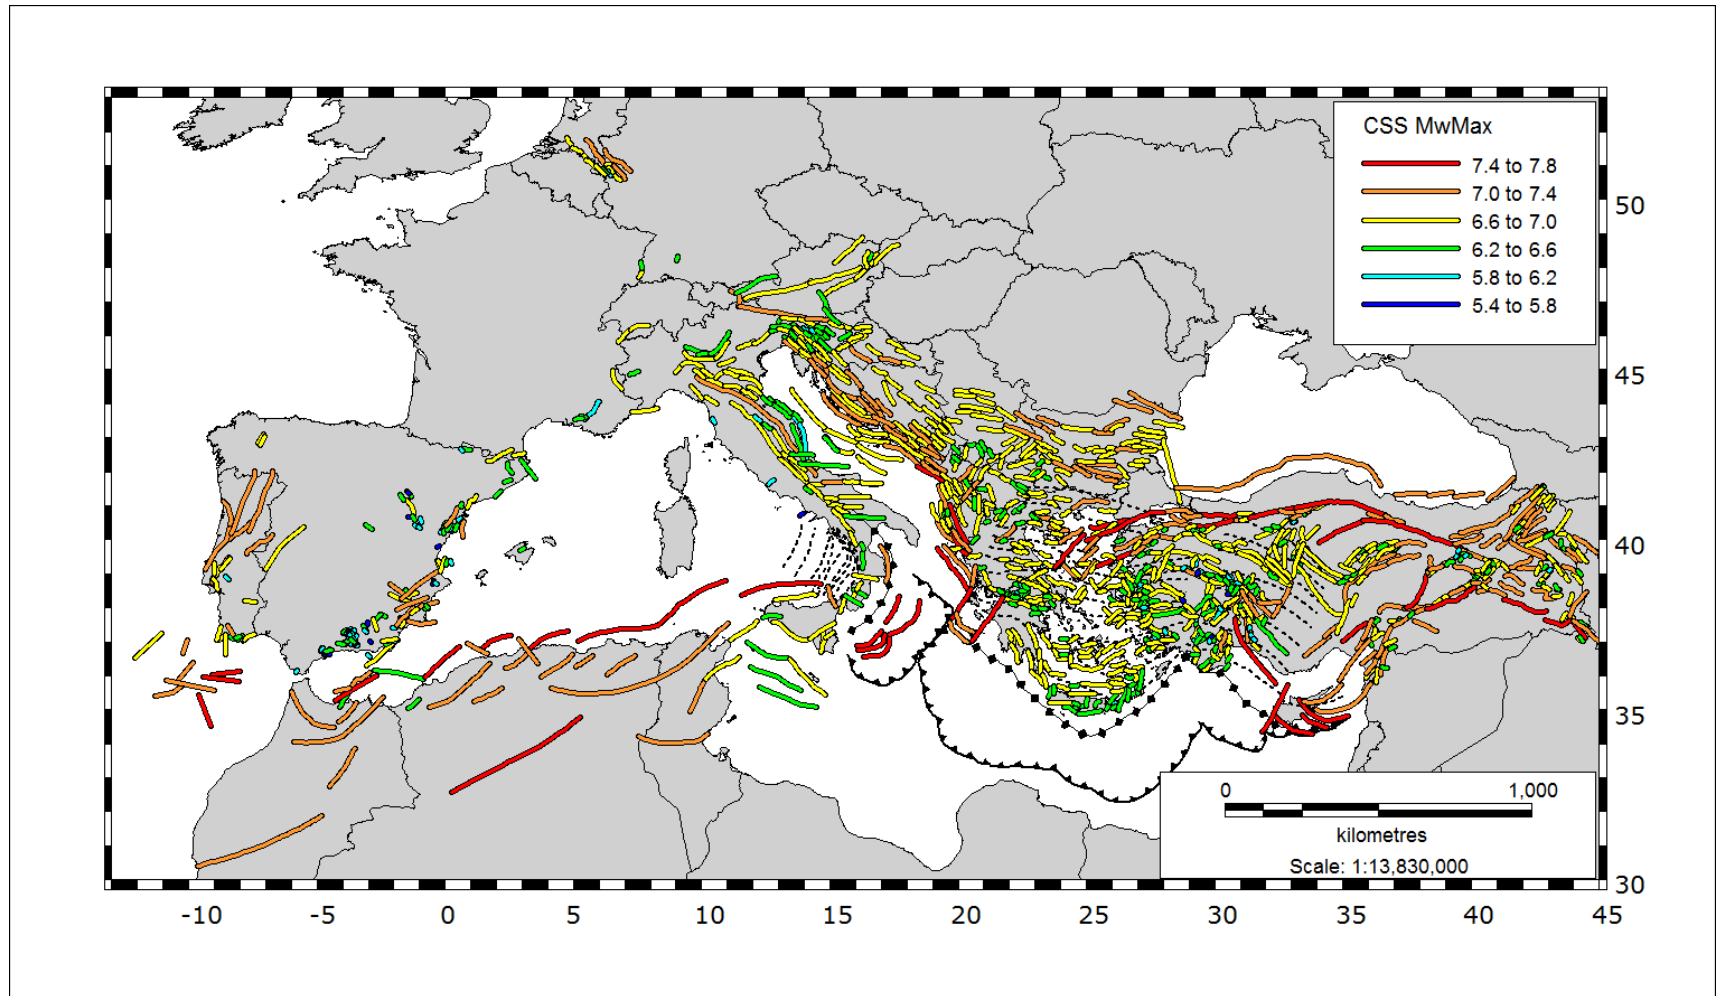 CSS MwMax
7.4 to 7.8
7.0 to 7.4
6.6 to 7.0
6.2 to 6.6
5.8 to 6.2
5.4 to 5.8
50
45
40
35
30
0 1,000
kilometres
Scale: 1:13,830,000
-10 -5 0 5 10 15 20 25 30 35 40 45